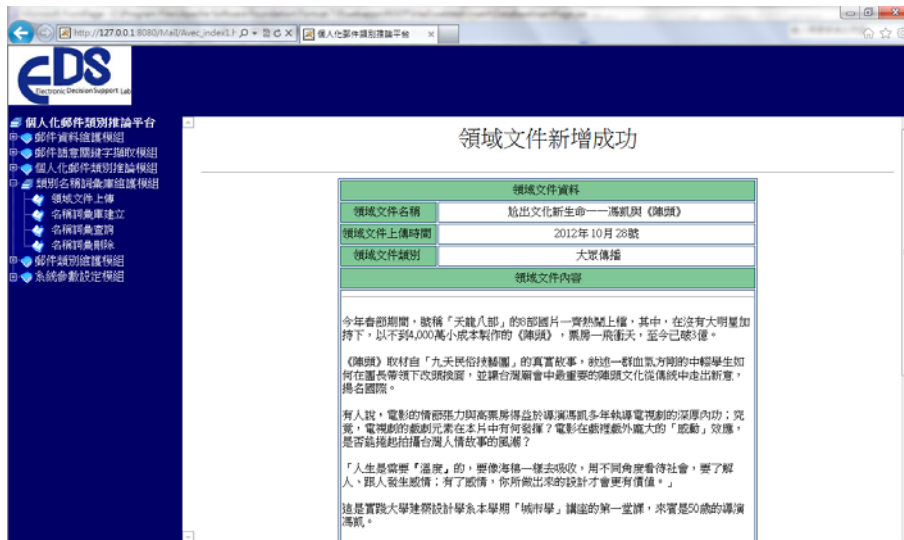 http://127.0.0.1:8080/Mail/Avec_index1.h
個人化郵件類別推論平台
EDS
Electronic Decision Support Lab
個人化郵件類別推論平台
郵件資料維護模組
郵件語意關鍵字擷取模組
個人化郵件類別推論模組
類別名稱詞彙庫維護模組
領域文件上傳
名稱詞彙庫建立
名稱詞彙查詢
名稱詞彙刪除
郵件類別維護模組
系統參數設定模組
領域文件新增成功
領域文件資料
領域文件名稱 尬出文化新生命——馮凱與《陣頭》
領域文件上傳時間 2012年10月28號
領域文件類別 大眾傳播
領域文件內容
今年春節期間，號稱「天龍八部」的8部國片一齊熱鬧上檔，其中，在沒有大明星加
持下，以不到4,000萬小成本製作的《陣頭》，票房一飛衝天，至今已破3億。
《陣頭》取材自「九天民俗技藝團」的真實故事，敘述一群血氣方剛的中輟學生如
何在團長帶領下改頭換面，並讓台灣廟會中最重要的陣頭文化從傳統中走出新意，
揚名國際。
有人說，電影的情節張力與高票房得益於導演馮凱多年執導電視劇的深厚內功；究
竟，電視劇的戲劇元素在本片中有何發揮？電影在戲裡戲外龐大的「感動」效應，
是否能捲起拍攝台灣人情故事的風潮？
「人生是需要『溫度』的，要像海綿一樣去吸收，用不同角度看待社會，要了解
人、跟人發生感情；有了感情，你所做出來的設計才會更有價值。」
這是實踐大學建築設計學系本學期「城市學」講座的第一堂課，來賓是50歲的導演
馮凱。